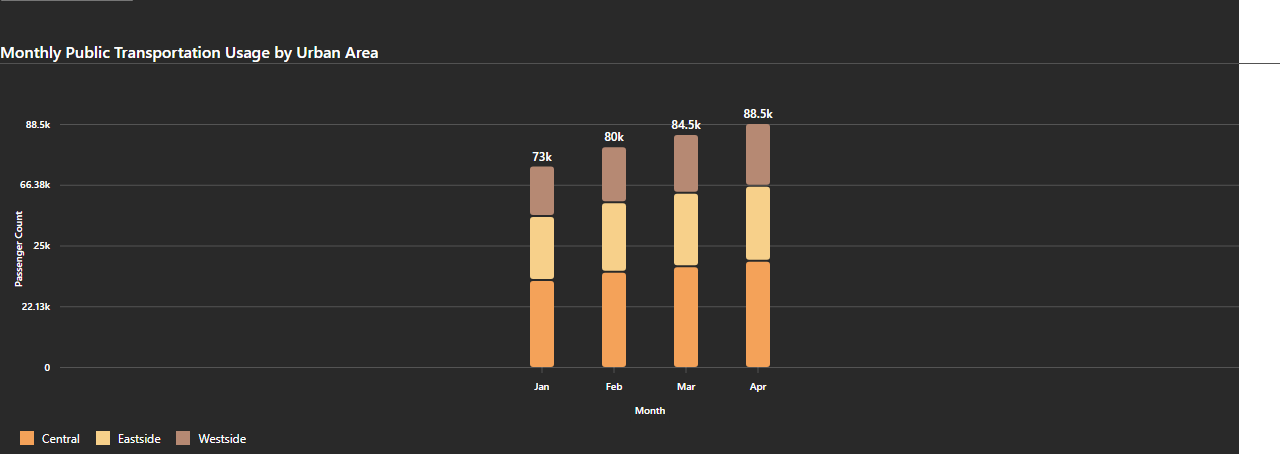 Monthly Public Transportation Usage by Urban Area
88.5k
66.38k
25k
22.13k
0
Passenger Count
73k
80k
84.5k
88.5k
Jan
Feb
Mar
Apr
Month
Central
Eastside
Westside